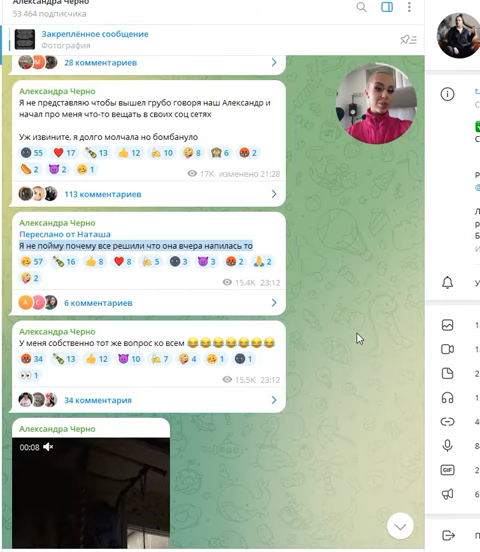 Александра Черно
53 464 подписчика
Закреплённое сообщение
Фотография
28 комментариев
Александра Черно
Я не представляю чтобы вышел грубо говоря наш Александр и
начал про меня что-то вещать в своих соц сетях
Уж извините, я долго молчала но бомбануло
55 17 13 12 10 8 6 2
2 2 1
17K изменено 21:28
113 комментариев
Александра Черно
Переслано от Наташа
Я не пойму почему все решили что она вчера напилась то
57 16 8 8 5 3 3 2 2
2
15.4K 23:12
6 комментариев
Александра Черно
У меня собственно тот же вопрос ко всем 😂😂😂😂😂😂😂
34 13 12 10 7 4 1 1
1
15.5K 23:12
34 комментария
Александра Черно
00:08
GIF